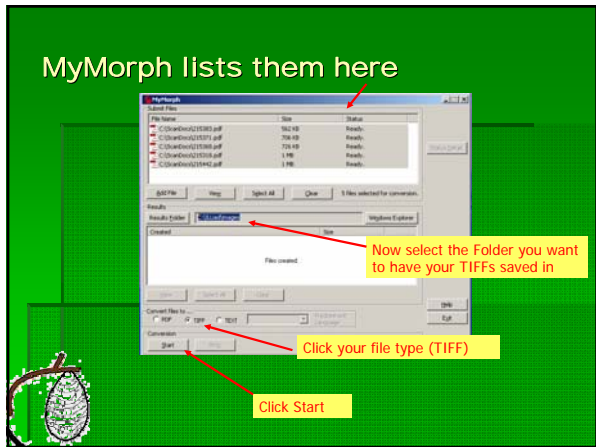 MyMorph lists them here
MyMorph
Submit Files
File Name Size Status
C:\ScanDocs\215383.pdf 562 KB Ready.
C:\ScanDocs\215371.pdf 706 KB Ready.
C:\ScanDocs\215368.pdf 726 KB Ready.
C:\ScanDocs\215316.pdf 1 MB Ready.
C:\ScanDocs\215442.pdf 1 MB Ready.
Status Detail
Add File View Select All Clear 5 files selected for conversion.
Results
Results Folder Windows Explorer
Created Size
Now select the Folder you want
to have your TIFFs saved in
Files created.
View Select All Clear
Help
Convert files to ...
PDF TIFF TEXT
Exit
Conversion
Start
Click your file type (TIFF)
Click Start